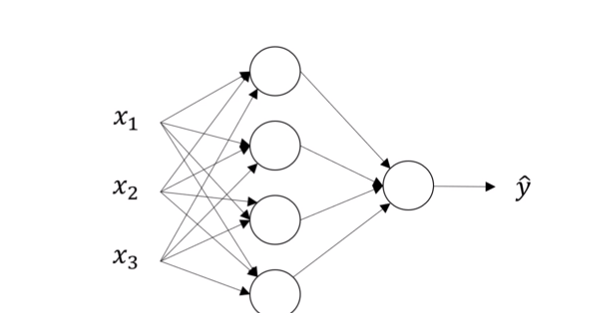 x₁
x₂
x₃
ŷ